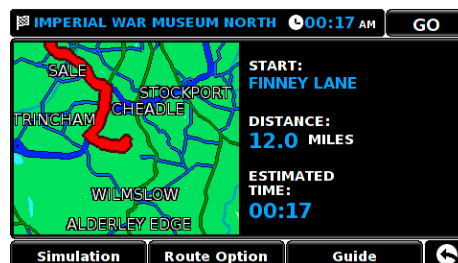 IMPERIAL WAR MUSEUM NORTH 00:17 AM GO
SALE
STOCKPORT
CHEADLE
TRINCHAM
WILMSLOW
ALDERLEY EDGE
START:
FINNEY LANE
DISTANCE:
12.0 MILES
ESTIMATED
TIME:
00:17
Simulation Route Option Guide